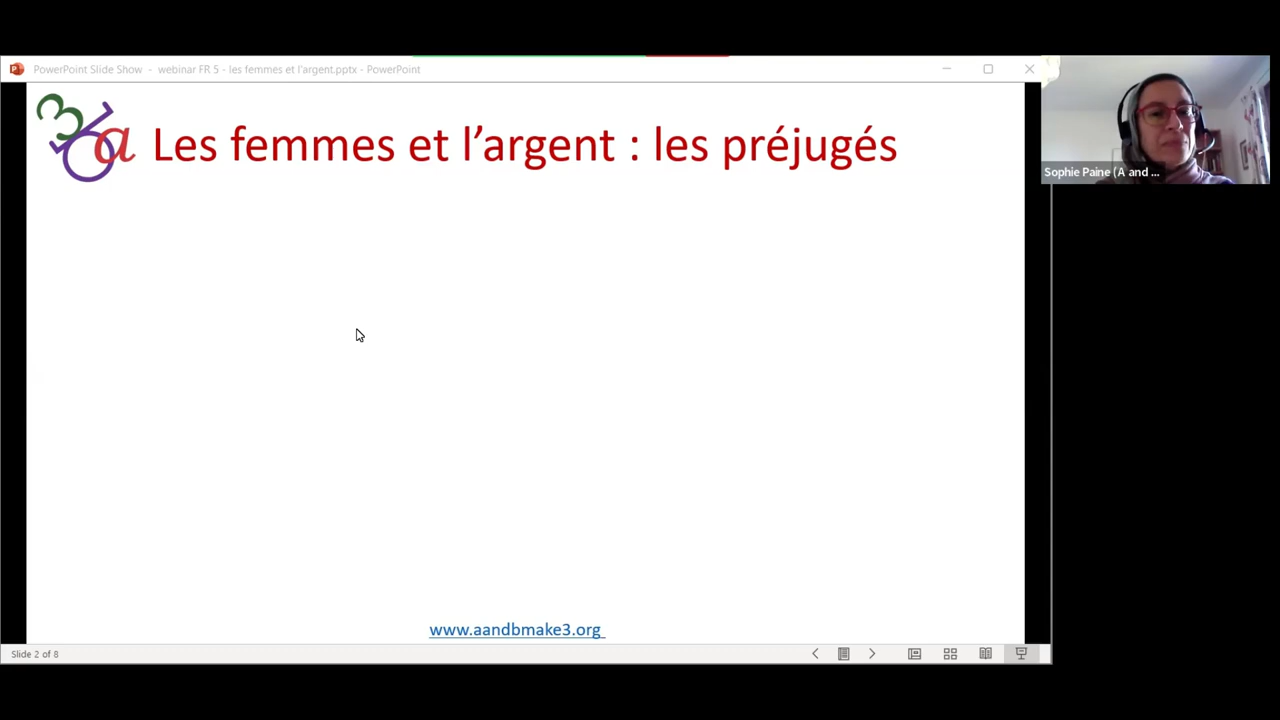 PowerPoint Slide Show - webinar FR 5 - les femmes et l'argent.pptx - PowerPoint
Les femmes et l’argent : les préjugés
Sophie Paine (A and ...
www.aandbmake3.org
Slide 2 of 8